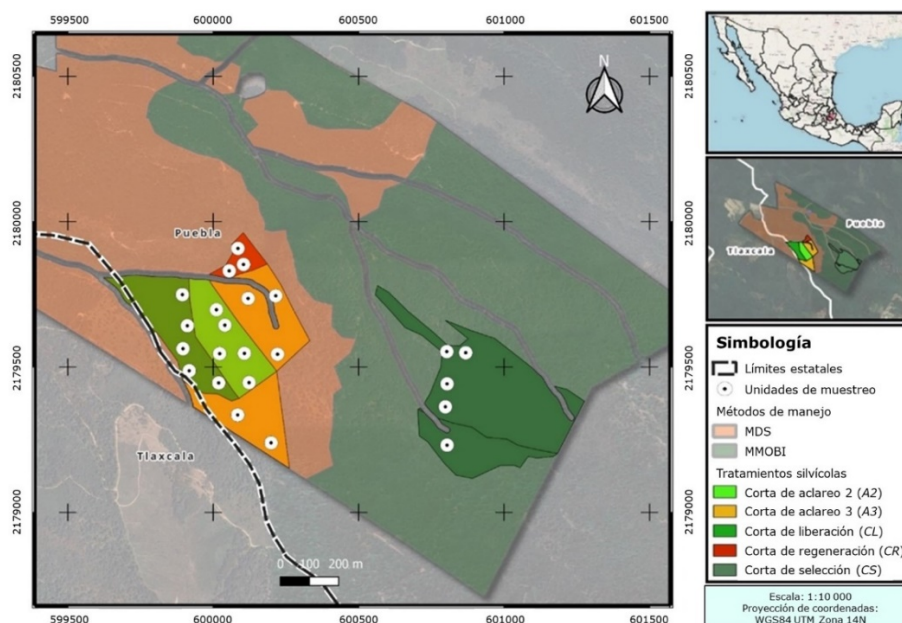 599500 600000 600500 601000 601500
2180500
2180000
2179500
2179000
N
Puebla
Tlaxcala
0 100 200 m
599500 600000 600500 601000 601500
2180500
2180000
2179500
2179000
Puebla
Tlaxcala
Simbología
Límites estatales
Unidades de muestreo
Métodos de manejo
MDS
MMOBI
Tratamientos silvícolas
Corta de aclareo 2 (A2)
Corta de aclareo 3 (A3)
Corta de liberación (CL)
Corta de regeneración (CR)
Corta de selección (CS)
Escala: 1:10 000
Proyección de coordenadas:
WGS84 UTM Zona 14N